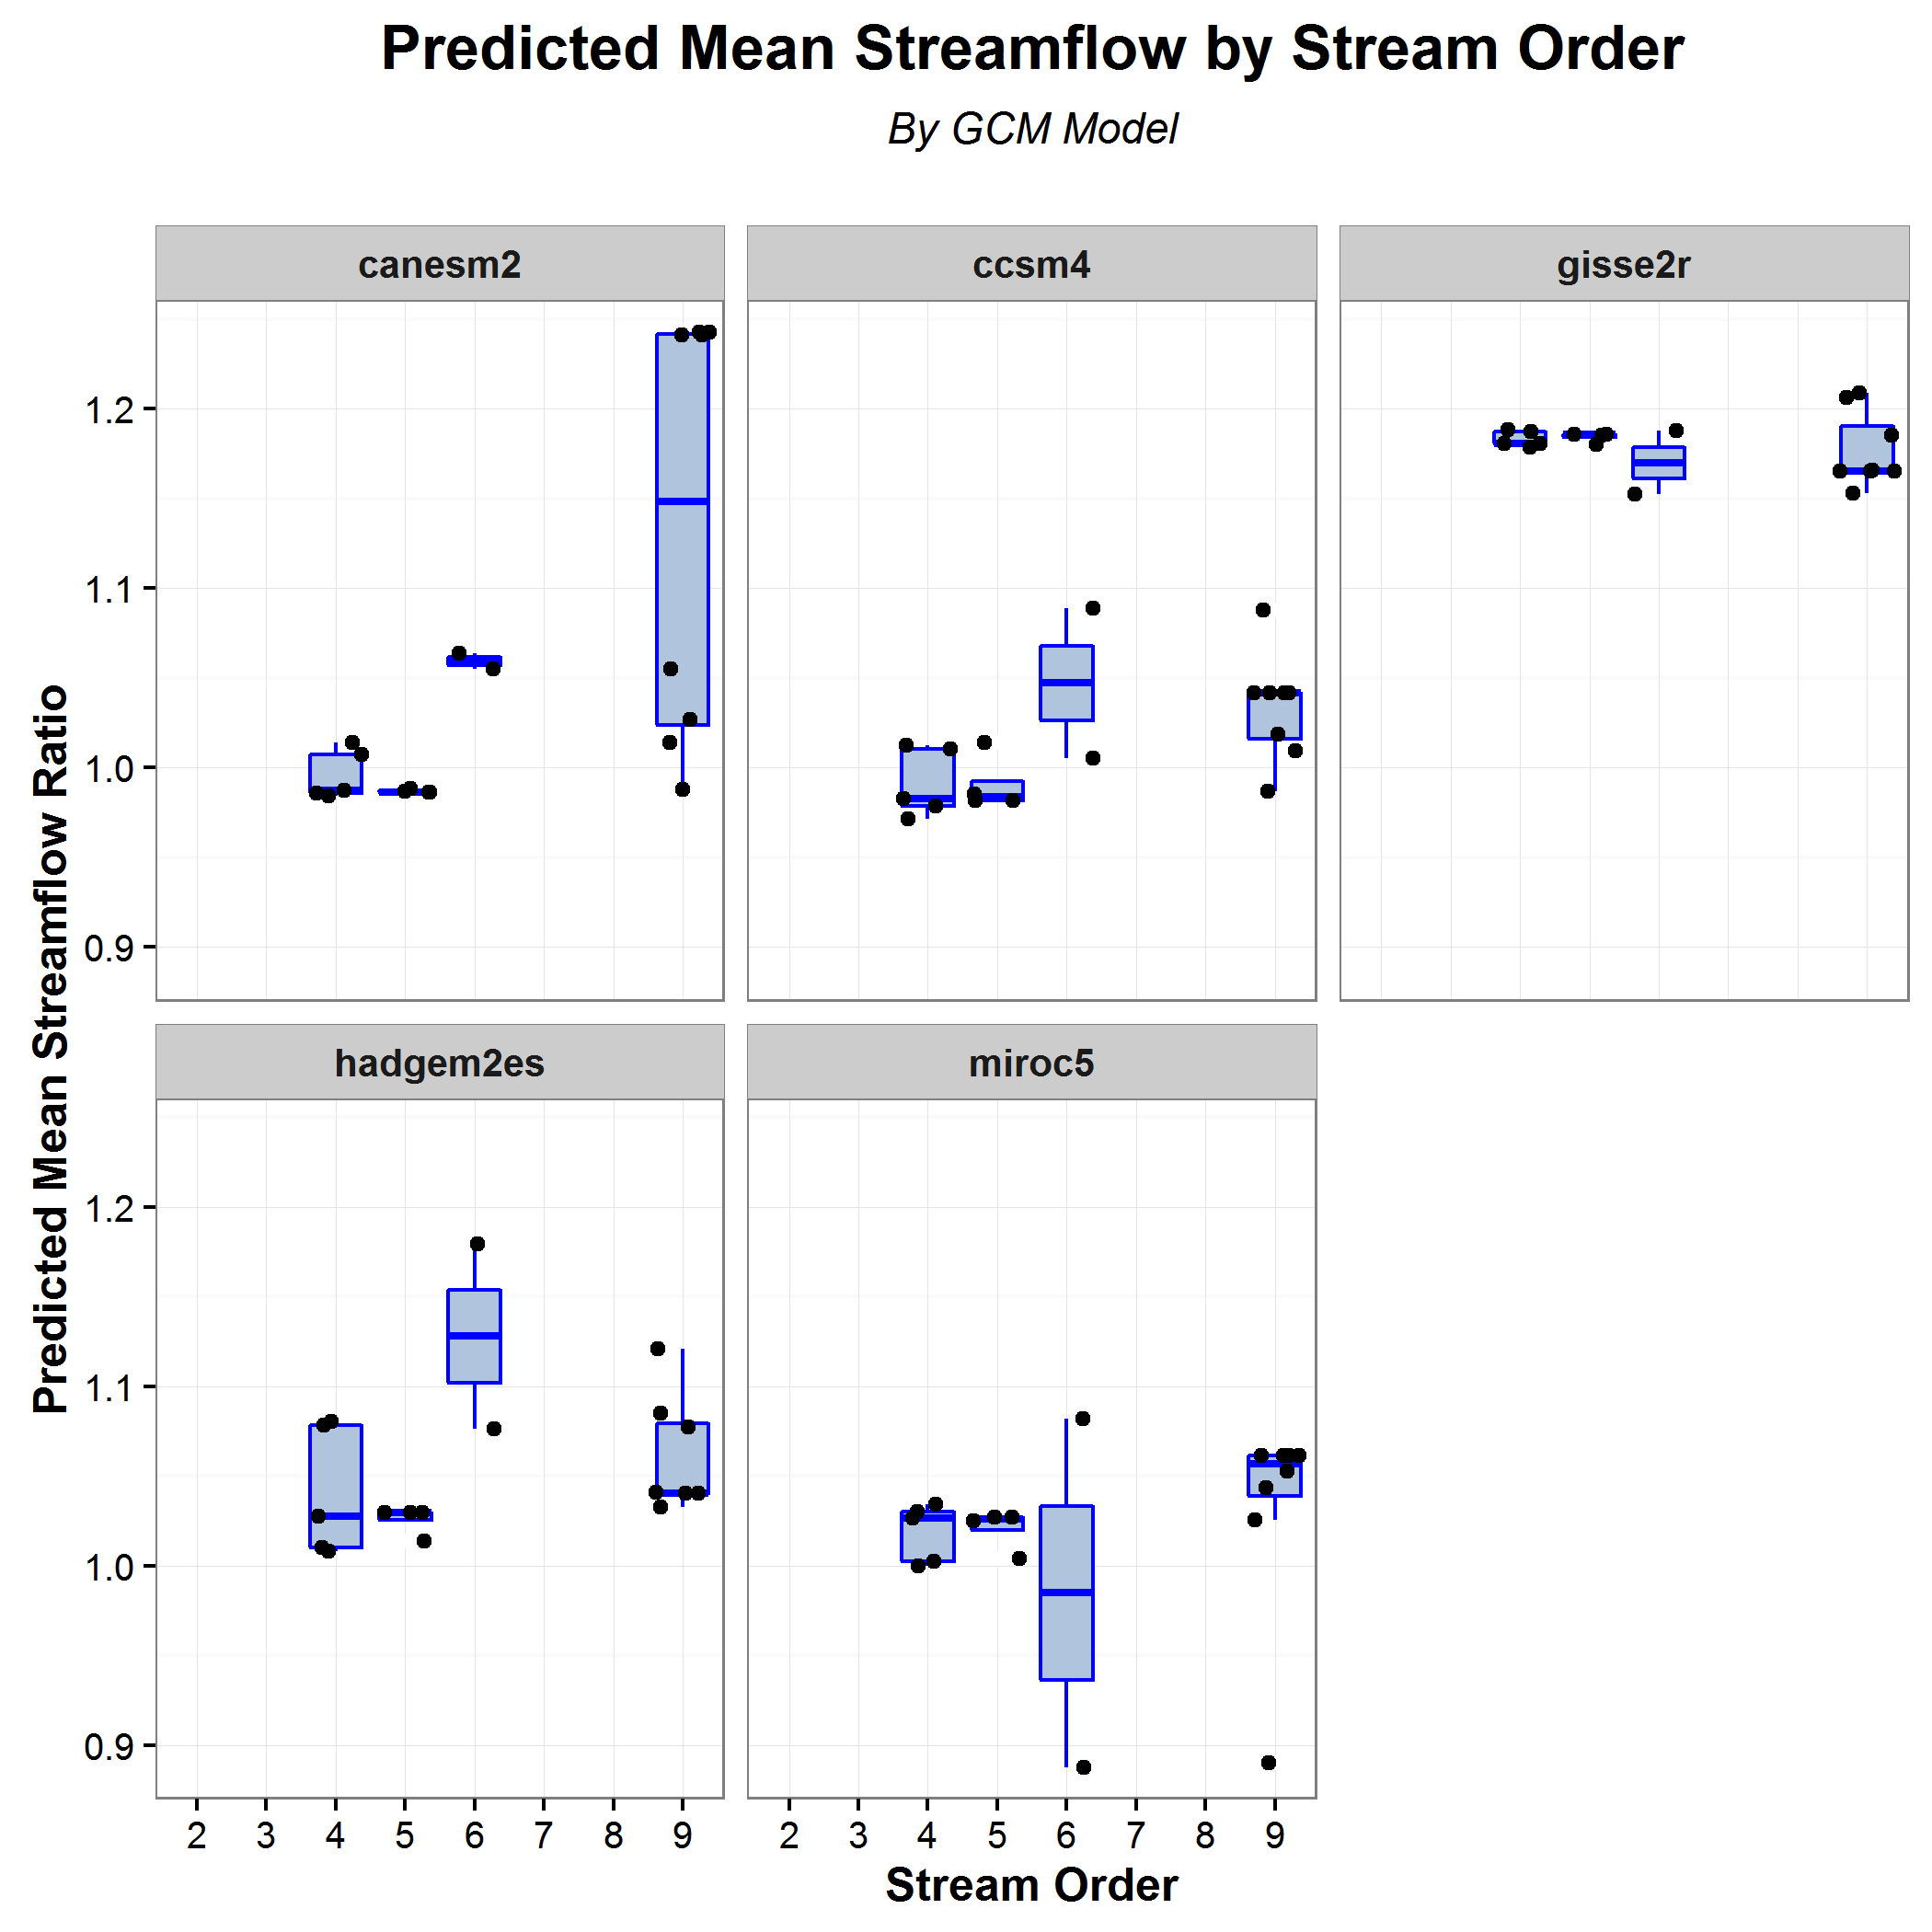 Predicted Mean Streamflow by Stream Order
By GCM Model
canesm2
ccsm4
gisse2r
1.2
1.1
1.0
0.9
Predicted Mean Streamflow Ratio
hadgem2es
miroc5
1.2
1.1
1.0
0.9
2 3 4 5 6 7 8 9
2 3 4 5 6 7 8 9
Stream Order